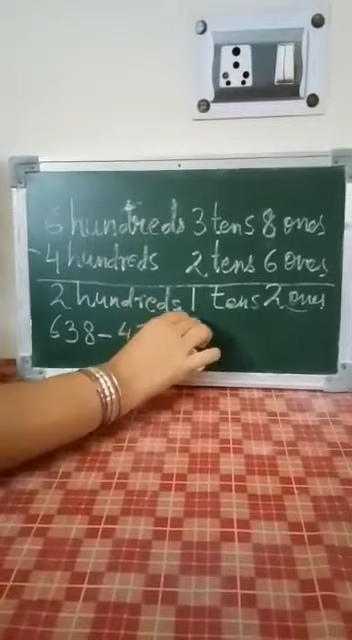 6 hundreds 3 tens 8 ones
- 4 hundreds 2 tens 6 ones
2 hundreds 1 tens 2 ones
638 - 4